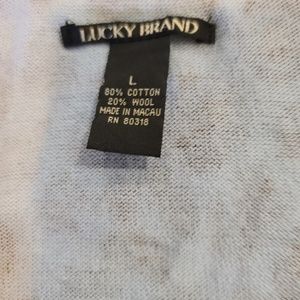 LUCKY BRAND
L
80% COTTON
20% WOOL
MADE IN MACAU
RN 80318